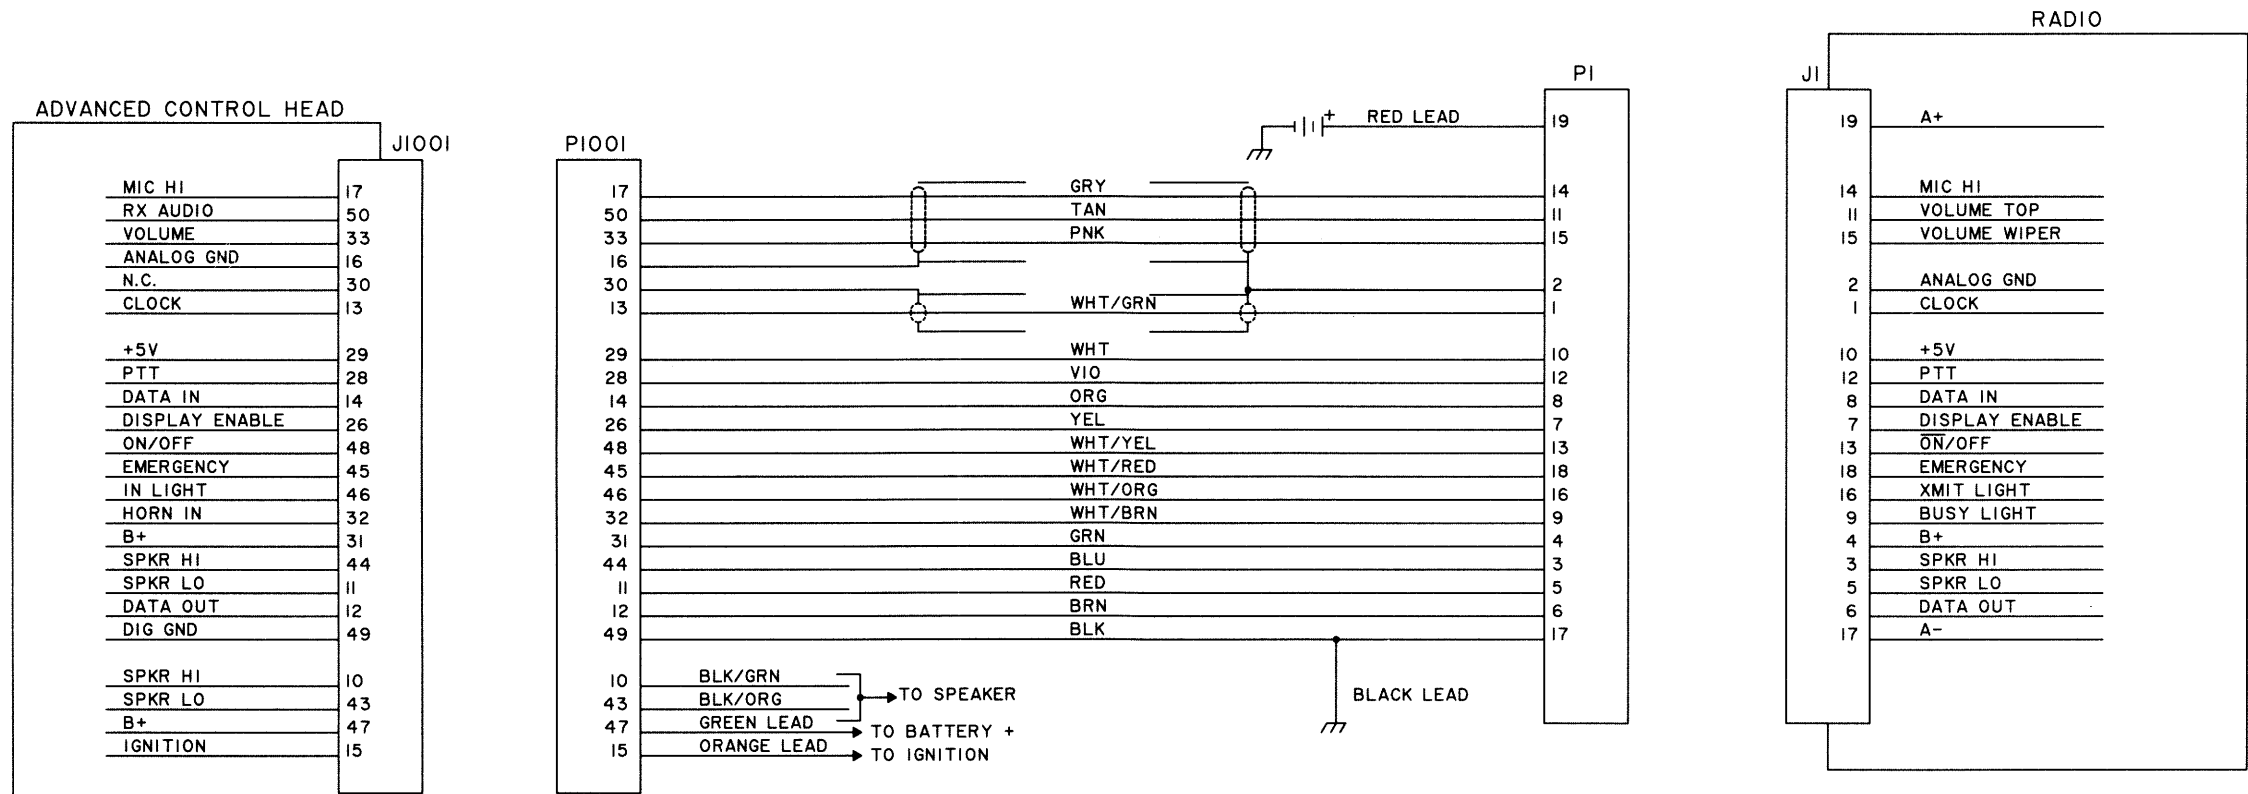 RADIO
P1
J1
ADVANCED CONTROL HEAD
J1001
P1001
+ RED LEAD 19
19 A+
MIC HI 17
17 GRY 14
14 MIC HI
RX AUDIO 50
50 TAN 11
11 VOLUME TOP
VOLUME 33
33 PNK 15
15 VOLUME WIPER
ANALOG GND 16
16
N.C. 30
30 2
2 ANALOG GND
CLOCK 13
13 WHT/GRN 1
1 CLOCK
+5V 29
29 WHT 10
10 +5V
PTT 28
28 VIO 12
12 PTT
DATA IN 14
14 ORG 8
8 DATA IN
DISPLAY ENABLE 26
26 YEL 7
7 DISPLAY ENABLE
ON/OFF 48
48 WHT/YEL 13
13 O̅N̅/OFF
EMERGENCY 45
45 WHT/RED 18
18 EMERGENCY
IN LIGHT 46
46 WHT/ORG 16
16 XMIT LIGHT
HORN IN 32
32 WHT/BRN 9
9 BUSY LIGHT
B+ 31
31 GRN 4
4 B+
SPKR HI 44
44 BLU 3
3 SPKR HI
SPKR LO 11
11 RED 5
5 SPKR LO
DATA OUT 12
12 BRN 6
6 DATA OUT
DIG GND 49
49 BLK 17
17 A-
SPKR HI 10
10 BLK/GRN
TO SPEAKER
BLACK LEAD
SPKR LO 43
43 BLK/ORG
B+ 47
47 GREEN LEAD TO BATTERY +
IGNITION 15
15 ORANGE LEAD TO IGNITION